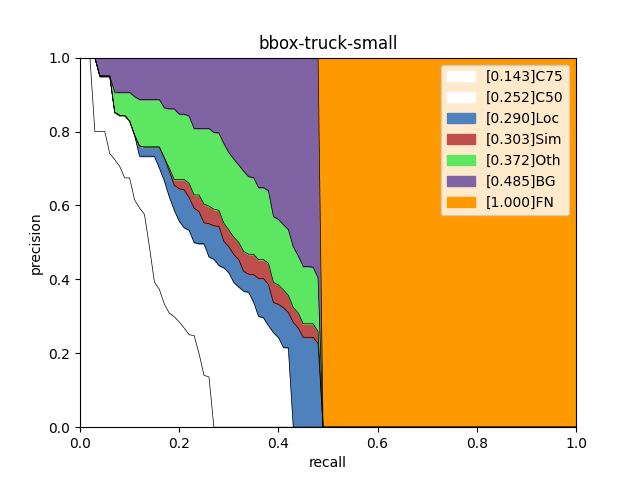 bbox-truck-small
1.0
0.8
0.6
0.4
0.2
0.0
precision
0.0 0.2 0.4 0.6 0.8 1.0
recall
[0.143]C75
[0.252]C50
[0.290]Loc
[0.303]Sim
[0.372]Oth
[0.485]BG
[1.000]FN